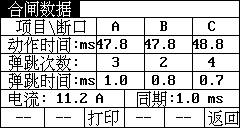 合闸数据
项目\断口 A B C
动作时间:ms 47.8 47.8 48.8
弹跳次数: 3 2 4
弹跳时间:ms 1.0 0.8 0.7
电流: 11.2 A 同期:1.0 ms
-- -- 打印 -- -- 返回